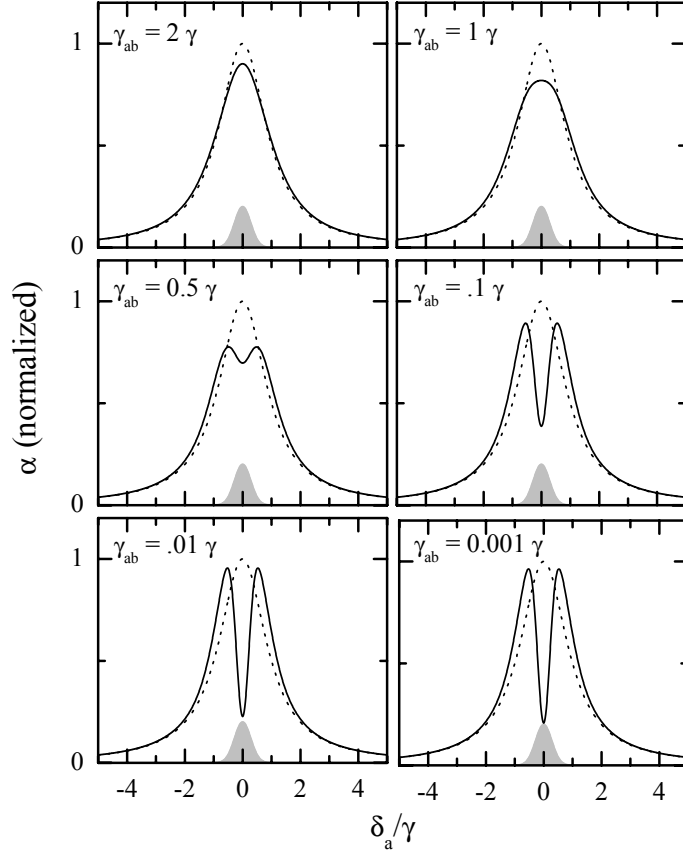 γab = 2 γ
γab = 1 γ
1
0
γab = 0.5 γ
γab = .1 γ
1
0
α (normalized)
γab = .01 γ
γab = 0.001 γ
1
0
-4 -2 0 2 4 -4 -2 0 2 4
δa/γ